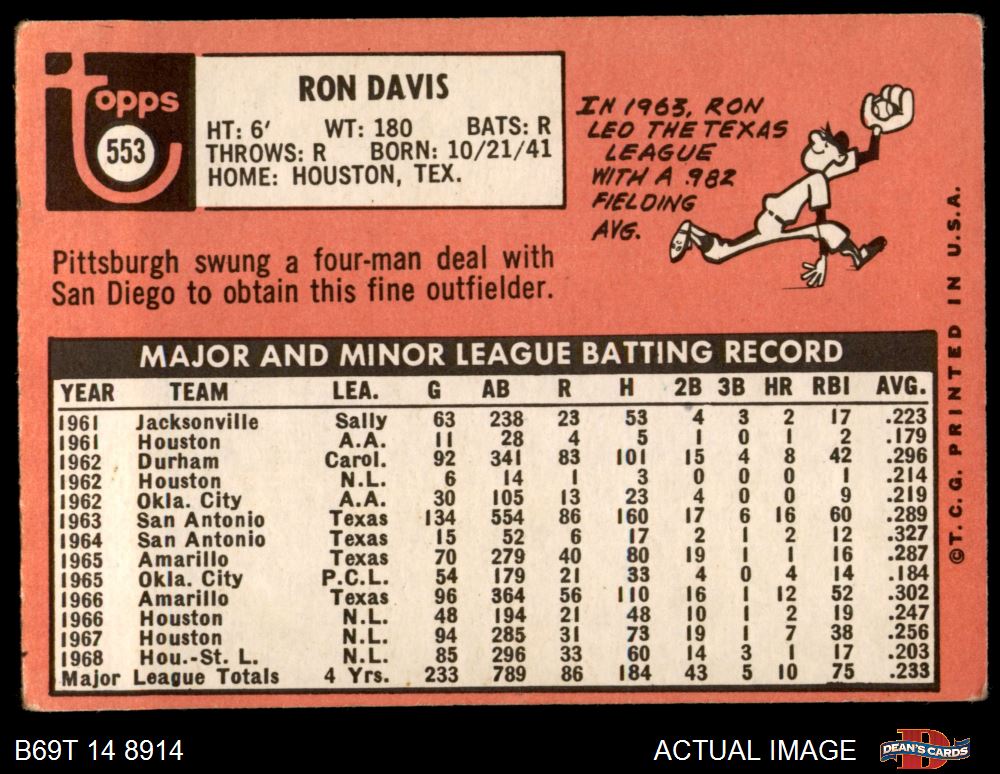 Topps
553
RON DAVIS
HT: 6' WT: 180 BATS: R
THROWS: R BORN: 10/21/41
HOME: HOUSTON, TEX.
IN 1963, RON
LED THE TEXAS
LEAGUE
WITH A .982
FIELDING
AVG.
Pittsburgh swung a four-man deal with
San Diego to obtain this fine outfielder.
MAJOR AND MINOR LEAGUE BATTING RECORD
YEAR TEAM LEA. G AB R H 2B 3B HR RBI AVG.
1961 Jacksonville Sally 63 238 23 53 4 3 2 17 .223
1961 Houston A.A. 11 28 4 5 1 0 1 2 .179
1962 Durham Carol. 92 341 83 101 15 4 8 42 .296
1962 Houston N.L. 6 14 1 3 0 0 0 1 .214
1962 Okla. City A.A. 30 105 13 23 4 0 0 9 .219
1963 San Antonio Texas 134 554 86 160 17 6 16 60 .289
1964 San Antonio Texas 15 52 6 17 2 1 2 12 .327
1965 Amarillo Texas 70 279 40 80 19 1 1 16 .287
1965 Okla. City P.C.L. 54 179 21 33 4 0 4 14 .184
1966 Amarillo Texas 96 364 56 110 16 1 12 52 .302
1966 Houston N.L. 48 194 21 48 10 1 2 19 .247
1967 Houston N.L. 94 285 31 73 19 1 7 38 .256
1968 Hou.-St. L. N.L. 85 296 33 60 14 3 1 17 .203
Major League Totals 4 Yrs. 233 789 86 184 43 5 10 75 .233
©T.C.G. PRINTED IN U.S.A.
B69T 14 8914
ACTUAL IMAGE
DEAN'S CARDS